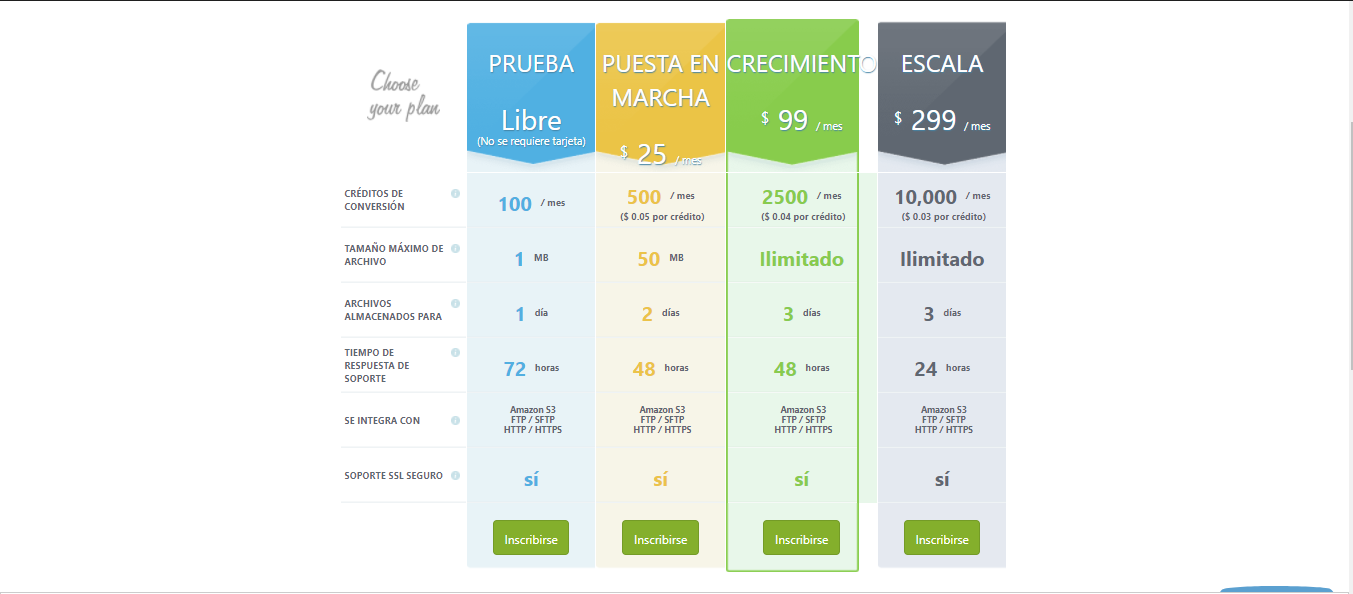 Choose
your plan
PRUEBA
Libre
(No se requiere tarjeta)
PUESTA EN
MARCHA
$ 25 / mes
CRECIMIENTO
$ 99 / mes
ESCALA
$ 299 / mes
CRÉDITOS DE
CONVERSIÓN
100 / mes
500 / mes
($ 0.05 por crédito)
2500 / mes
($ 0.04 por crédito)
10,000 / mes
($ 0.03 por crédito)
TAMAÑO MÁXIMO DE
ARCHIVO
1 MB
50 MB
Ilimitado
Ilimitado
ARCHIVOS
ALMACENADOS PARA
1 día
2 días
3 días
3 días
TIEMPO DE
RESPUESTA DE
SOPORTE
72 horas
48 horas
48 horas
24 horas
SE INTEGRA CON
Amazon S3
FTP / SFTP
HTTP / HTTPS
Amazon S3
FTP / SFTP
HTTP / HTTPS
Amazon S3
FTP / SFTP
HTTP / HTTPS
Amazon S3
FTP / SFTP
HTTP / HTTPS
SOPORTE SSL SEGURO
sí
sí
sí
sí
Inscribirse
Inscribirse
Inscribirse
Inscribirse